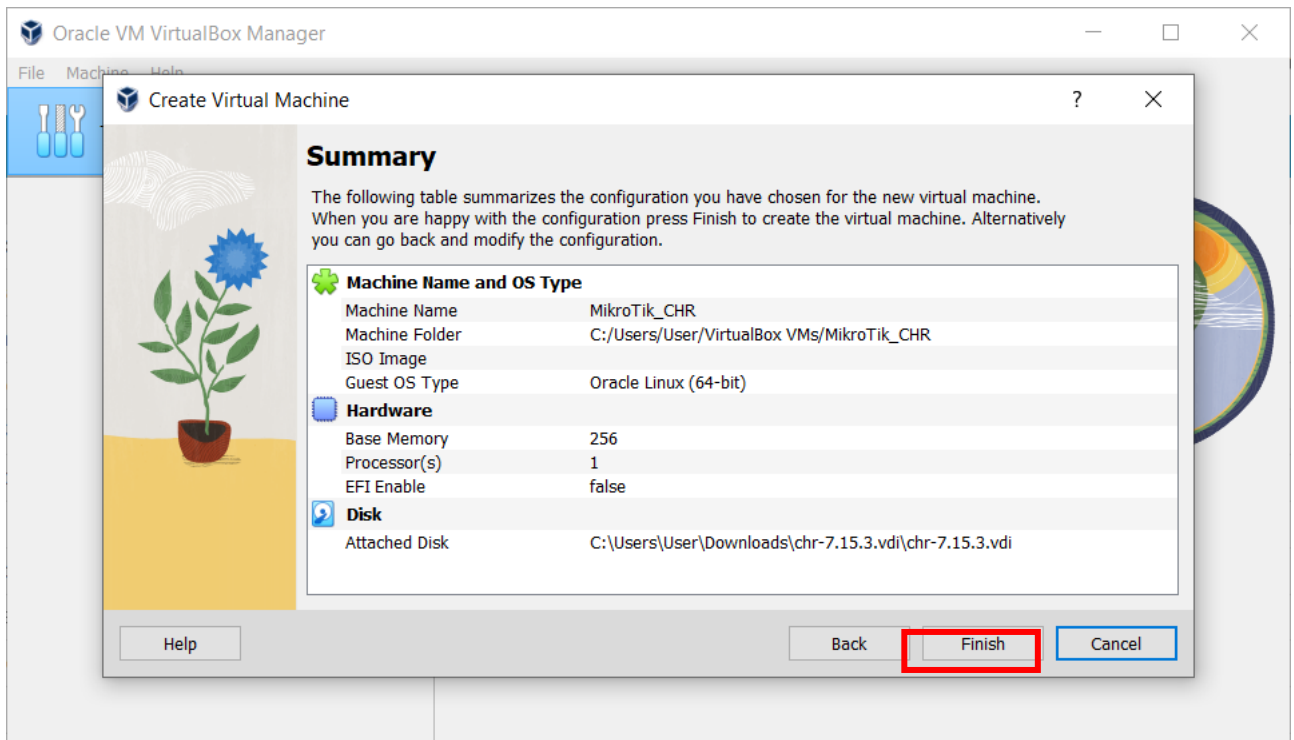 Oracle VM VirtualBox Manager
File Machine Help
Create Virtual Machine ?
Summary
The following table summarizes the configuration you have chosen for the new virtual machine.
When you are happy with the configuration press Finish to create the virtual machine. Alternatively
you can go back and modify the configuration.
Machine Name and OS Type
Machine Name MikroTik_CHR
Machine Folder C:/Users/User/VirtualBox VMs/MikroTik_CHR
ISO Image
Guest OS Type Oracle Linux (64-bit)
Hardware
Base Memory 256
Processor(s) 1
EFI Enable false
Disk
Attached Disk C:\Users\User\Downloads\chr-7.15.3.vdi\chr-7.15.3.vdi
Help Back Finish Cancel